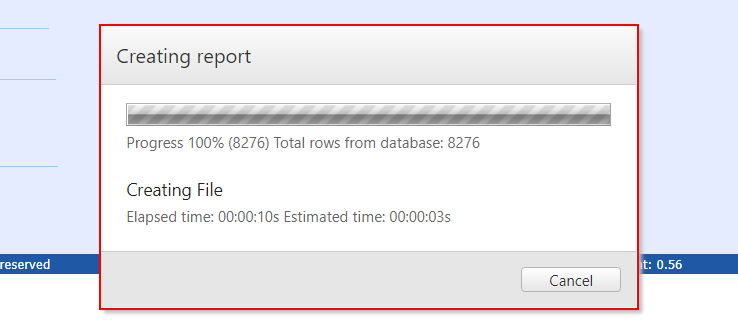 Creating report
Progress 100% (8276) Total rows from database: 8276
Creating File
Elapsed time: 00:00:10s Estimated time: 00:00:03s
reserved
0.56
Cancel